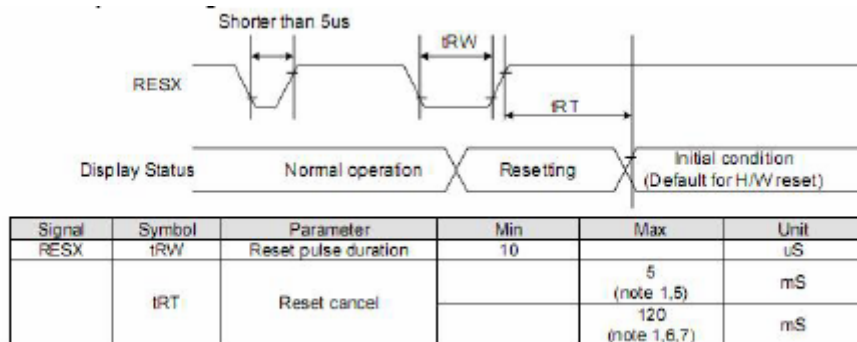 Shorter than 5us
tRW
RESX
tRT
Display Status
Normal operation
Resetting
Initial condition
(Default for H/W reset)
Signal Symbol Parameter Min Max Unit
RESX tRW Reset pulse duration 10 uS
tRT Reset cancel 5 (note 1,5) mS
120 (note 1,6,7) mS